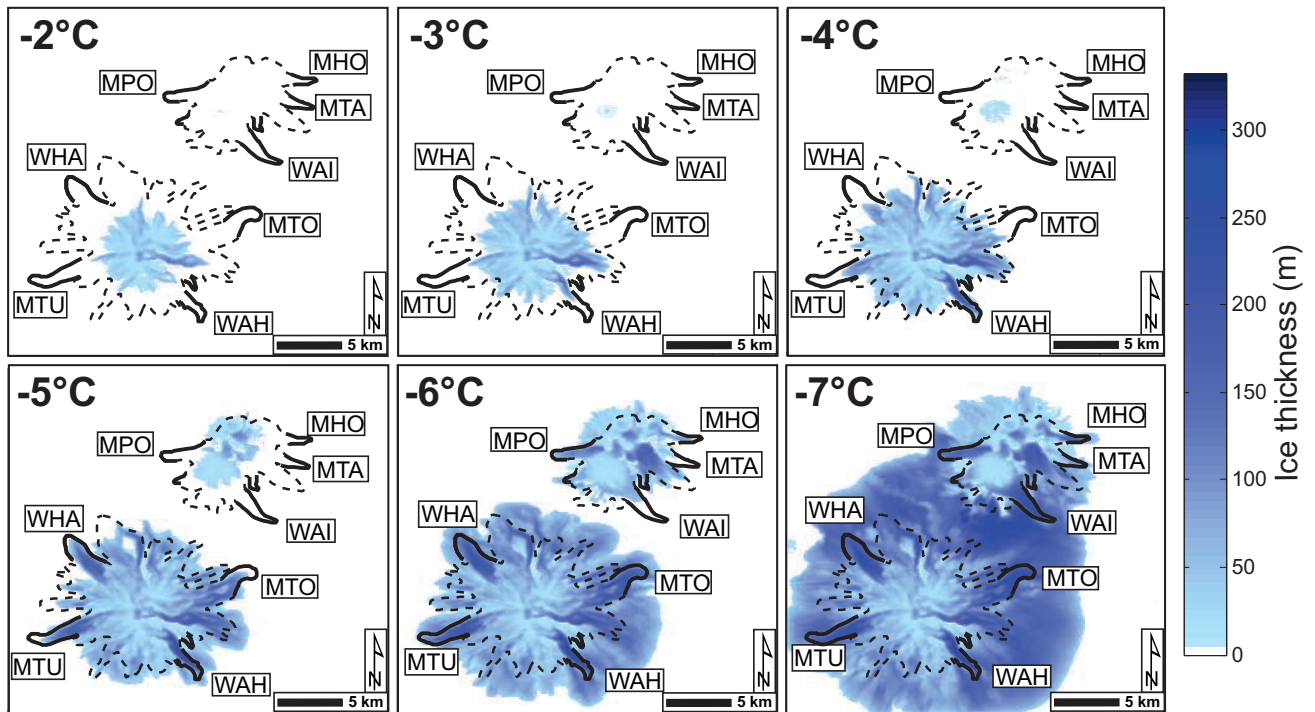 -2°C
MHO
MPO
MTA
WHA
WAI
MTO
MTU
WAH
N
5 km
-3°C
MHO
MPO
MTA
WHA
WAI
MTO
MTU
WAH
N
5 km
-4°C
MHO
MPO
MTA
WHA
WAI
MTO
MTU
WAH
N
5 km
-5°C
MHO
MPO
MTA
WHA
WAI
MTO
MTU
WAH
N
5 km
-6°C
MHO
MPO
MTA
WHA
WAI
MTO
MTU
WAH
N
5 km
-7°C
MHO
MPO
MTA
WHA
WAI
MTO
MTU
WAH
N
5 km
300
250
200
150
100
50
0
Ice thickness (m)